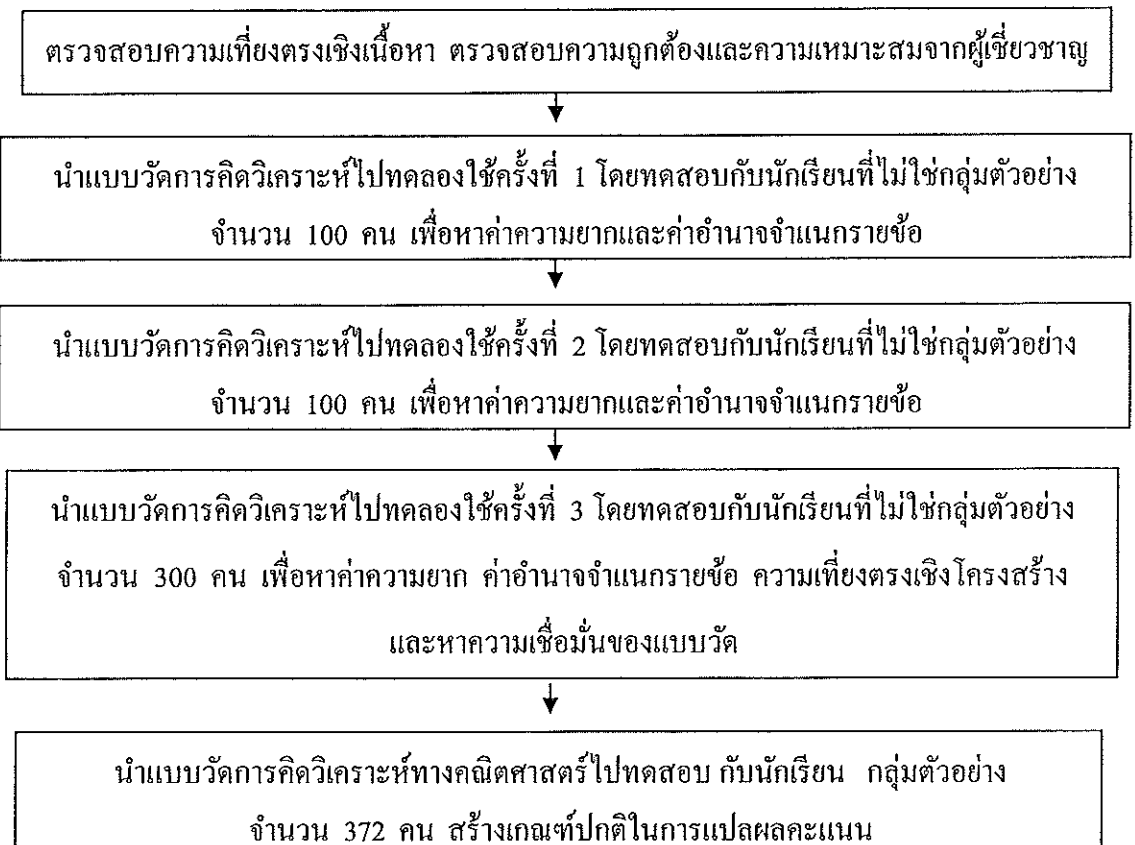 ตรวจสอบความเที่ยงตรงเชิงเนื้อหา ตรวจสอบความถูกต้องและความเหมาะสมจากผู้เชี่ยวชาญ
นำแบบวัดการคิดวิเคราะห์ไปทดลองใช้ครั้งที่ 1 โดยทดสอบกับนักเรียนที่ไม่ใช่กลุ่มตัวอย่าง
จำนวน 100 คน เพื่อหาค่าความยากและค่าอำนาจจำแนกรายข้อ
นำแบบวัดการคิดวิเคราะห์ไปทดลองใช้ครั้งที่ 2 โดยทดสอบกับนักเรียนที่ไม่ใช่กลุ่มตัวอย่าง
จำนวน 100 คน เพื่อหาค่าความยากและค่าอำนาจจำแนกรายข้อ
นำแบบวัดการคิดวิเคราะห์ไปทดลองใช้ครั้งที่ 3 โดยทดสอบกับนักเรียนที่ไม่ใช่กลุ่มตัวอย่าง
จำนวน 300 คน เพื่อหาค่าความยาก ค่าอำนาจจำแนกรายข้อ ความเที่ยงตรงเชิงโครงสร้าง
และหาความเชื่อมั่นของแบบวัด
นำแบบวัดการคิดวิเคราะห์ทางคณิตศาสตร์ไปทดสอบ กับนักเรียน กลุ่มตัวอย่าง
จำนวน 372 คน สร้างเกณฑ์ปกติในการแปลผลคะแนน